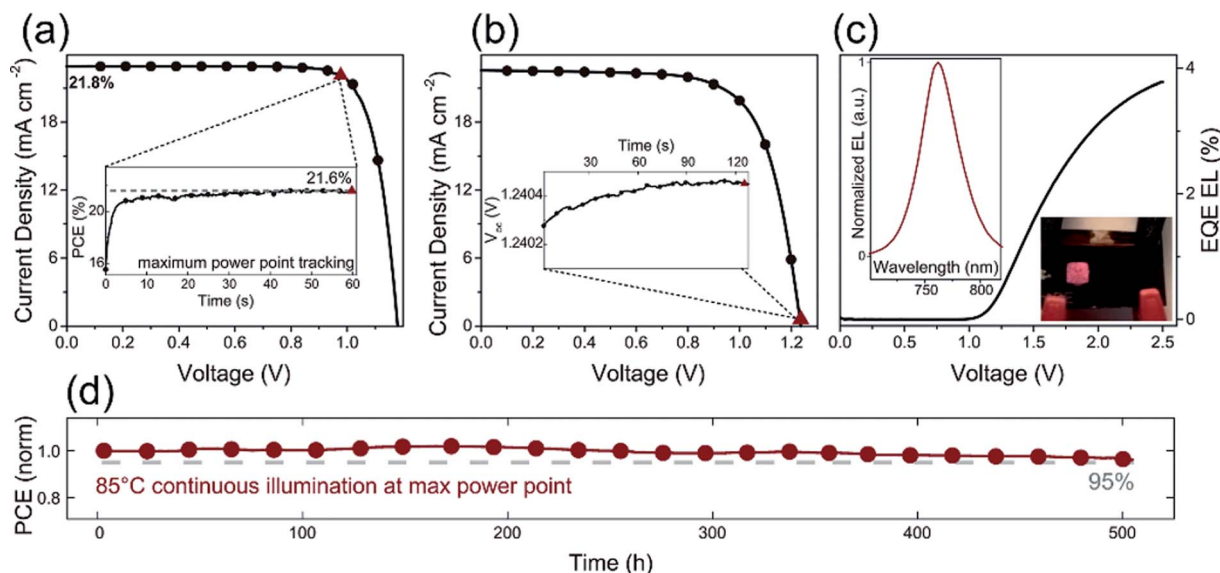 (a)
Current Density (mA cm⁻²)
22
18
12
6
0
21.8%
21.6%
PCE (%)
20
16
maximum power point tracking
0 10 20 30 40 50 60
Time (s)
0.0 0.2 0.4 0.6 0.8 1.0
Voltage (V)
(b)
Current Density (mA cm⁻²)
22
18
12
6
0
Time (s)
30 60 90 120
1.2404
1.2402
0.0 0.2 0.4 0.6 0.8 1.0 1.2
Voltage (V)
(c)
Normalized EL (a.u.)
1
0
Wavelength (nm)
750 800
EQE EL (%)
4
2
0
0.0 0.5 1.0 1.5 2.0 2.5
Voltage (V)
(d)
PCE (norm)
1.0
0.8
85°C continuous illumination at max power point
95%
0 100 200 300 400 500
Time (h)